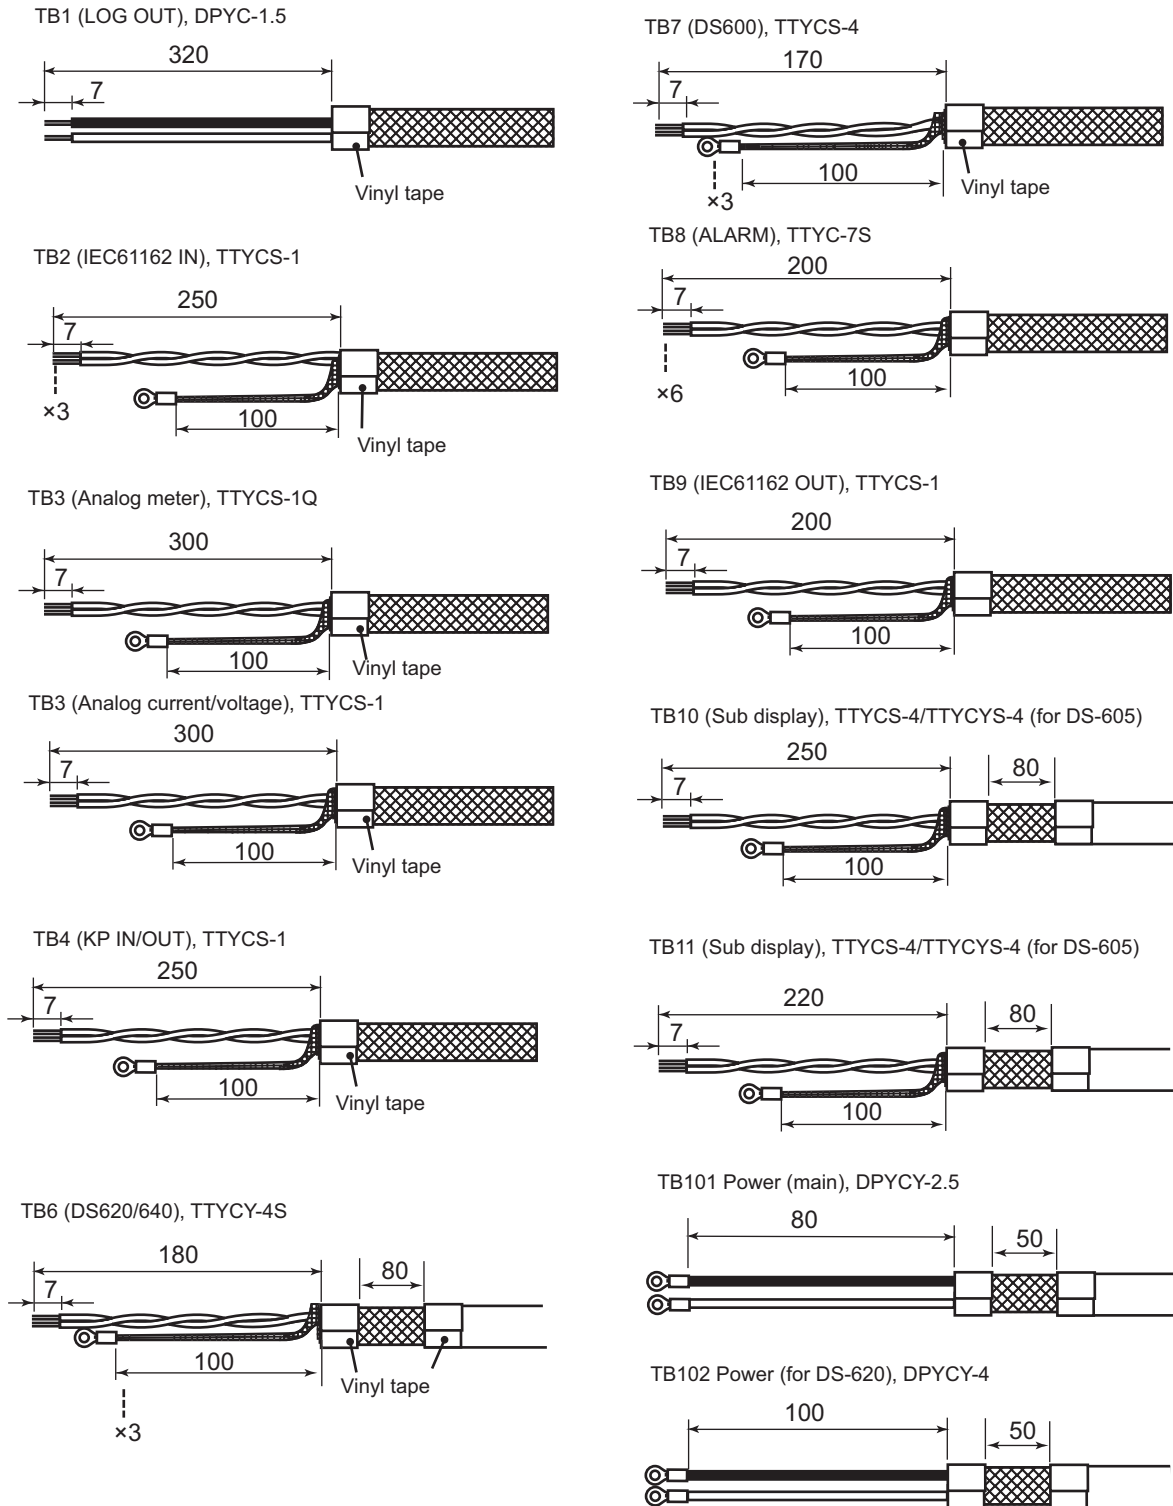 TB1 (LOG OUT), DPYC-1.5
320
7
Vinyl tape
TB2 (IEC61162 IN), TTYCS-1
250
7
×3
100
Vinyl tape
TB3 (Analog meter), TTYCS-1Q
300
7
100
Vinyl tape
TB3 (Analog current/voltage), TTYCS-1
300
7
100
Vinyl tape
TB4 (KP IN/OUT), TTYCS-1
250
7
100
Vinyl tape
TB6 (DS620/640), TTYCY-4S
180
80
7
100
Vinyl tape
×3
TB7 (DS600), TTYCS-4
170
7
100
Vinyl tape
×3
TB8 (ALARM), TTYC-7S
200
7
×6
100
TB9 (IEC61162 OUT), TTYCS-1
200
7
100
TB10 (Sub display), TTYCS-4/TTYCYS-4 (for DS-605)
250
80
7
100
TB11 (Sub display), TTYCS-4/TTYCYS-4 (for DS-605)
220
80
7
100
TB101 Power (main), DPYCY-2.5
80
50
TB102 Power (for DS-620), DPYCY-4
100
50